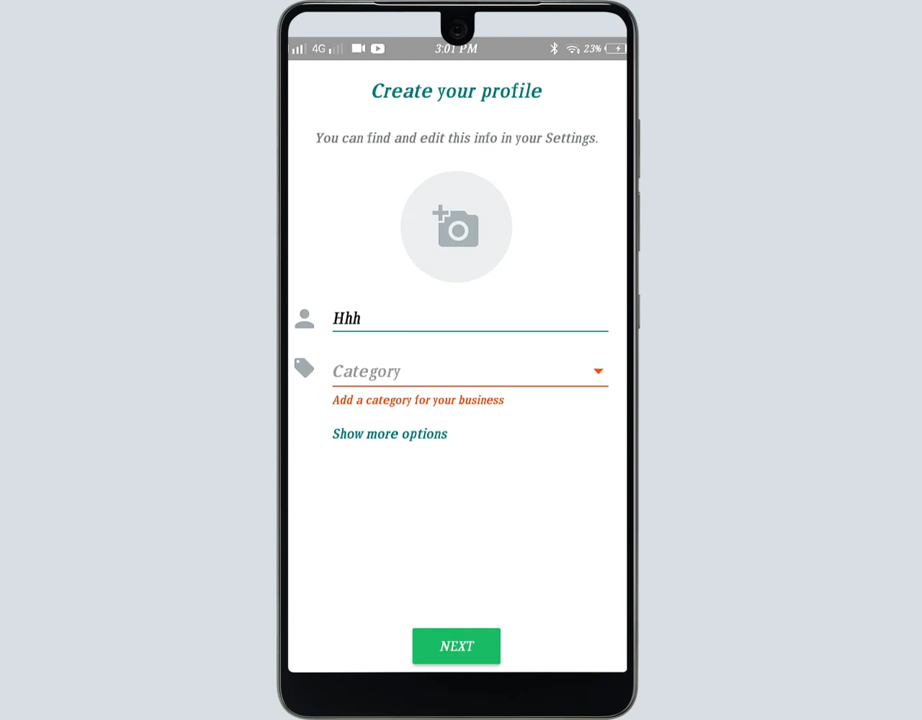 4G 3:01 PM 23%
Create your profile
You can find and edit this info in your Settings.
Hhh
Category
Add a category for your business
Show more options
NEXT